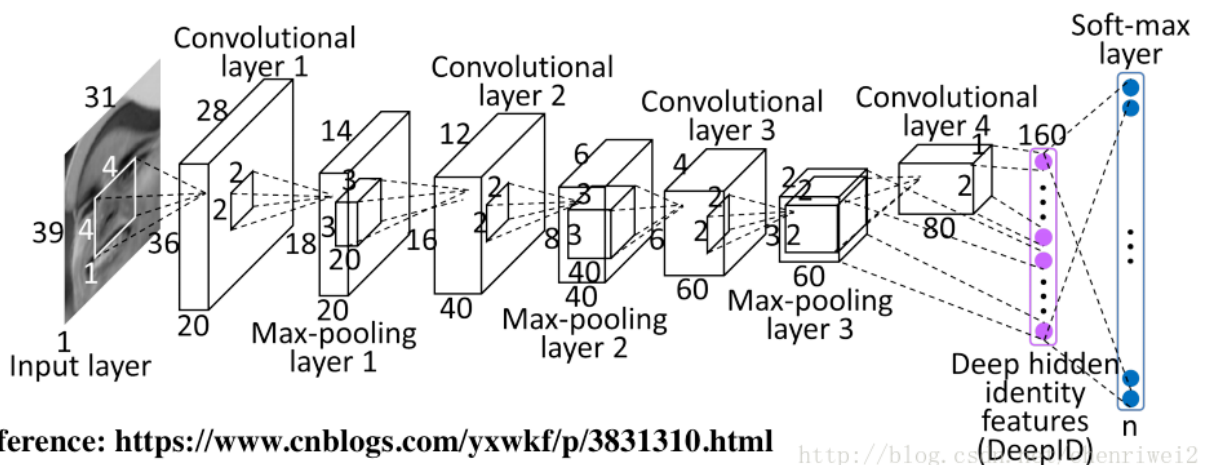 Soft-max
layer
Convolutional
layer 1
Convolutional
layer 2
Convolutional
layer 3
Convolutional
layer 4
31
4
4
1
39
1
Input layer
28
2
2
36
20
14
3
3
20
18
20
Max-pooling
layer 1
12
2
2
16
40
6
3
3
40
8
40
Max-pooling
layer 2
4
2
2
6
60
2
2
2
3
60
Max-pooling
layer 3
1
2
80
160
Deep hidden
identity
features
(DeepID)
n
ference: https://www.cnblogs.com/yxwkf/p/3831310.html